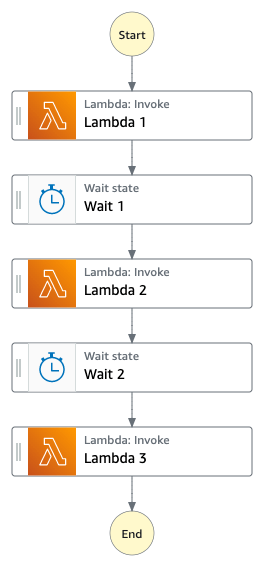 Start
Lambda: Invoke
Lambda 1
Wait state
Wait 1
Lambda: Invoke
Lambda 2
Wait state
Wait 2
Lambda: Invoke
Lambda 3
End